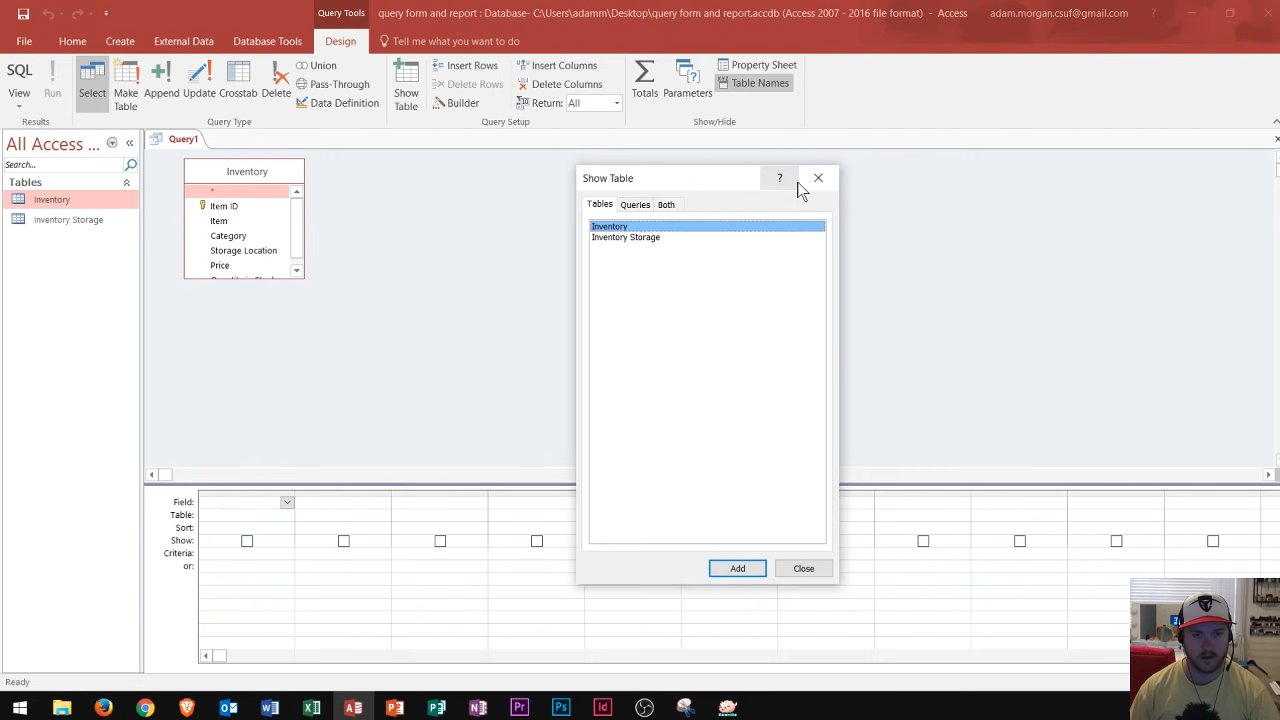 Query Tools
query form and report : Database- C:\Users\adamm\Desktop\query form and report.accdb (Access 2007 - 2016 file format) - Access
adam.morgan.csuf@gmail.com
File Home Create External Data Database Tools Design Tell me what you want to do
SQL
View
Run
Results
Select
Make
Table
Append
Update
Crosstab
Delete
Union
Pass-Through
Data Definition
Query Type
Show
Table
Insert Rows
Delete Rows
Builder
Insert Columns
Delete Columns
Return: All
Query Setup
Totals
Parameters
Property Sheet
Table Names
Show/Hide
All Access ...
Search...
Tables
Inventory
Inventory Storage
Query1
Inventory
*
Item ID
Item
Category
Storage Location
Price
Show Table
?
Tables Queries Both
Inventory
Inventory Storage
Add Close
Field:
Table:
Sort:
Show:
Criteria:
or:
Ready